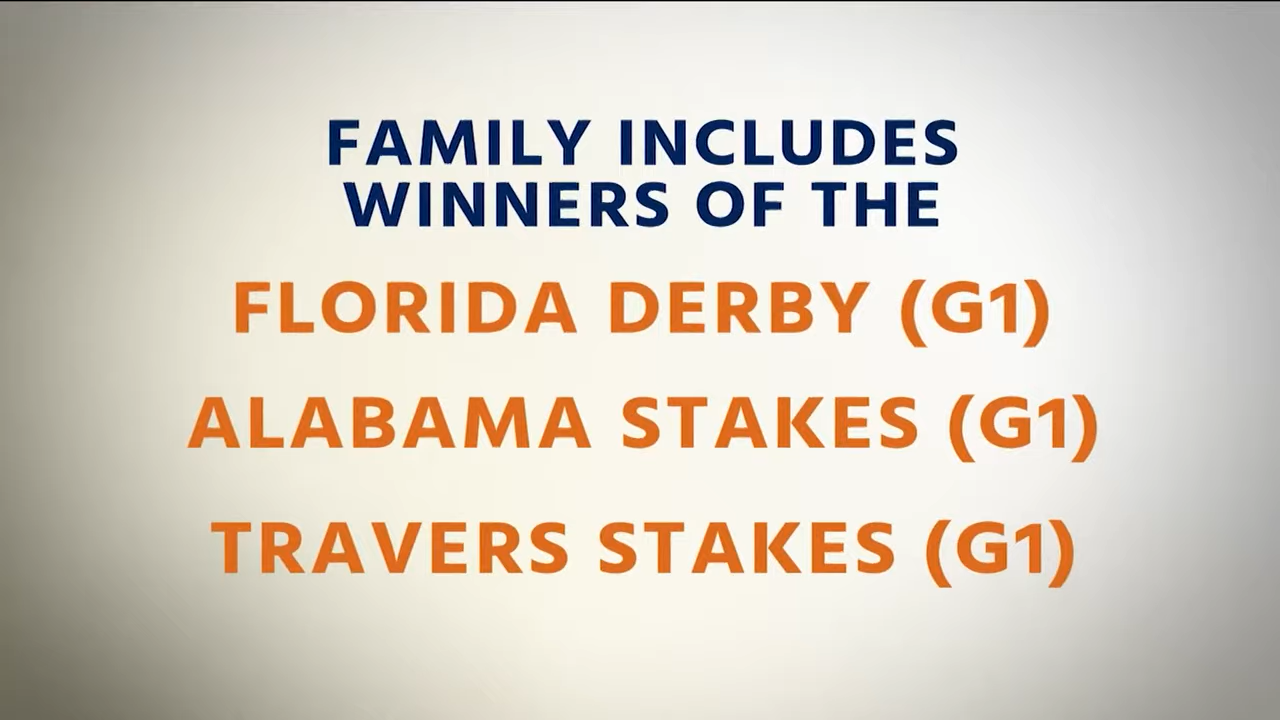 FAMILY INCLUDES
WINNERS OF THE
FLORIDA DERBY (G1)
ALABAMA STAKES (G1)
TRAVERS STAKES (G1)